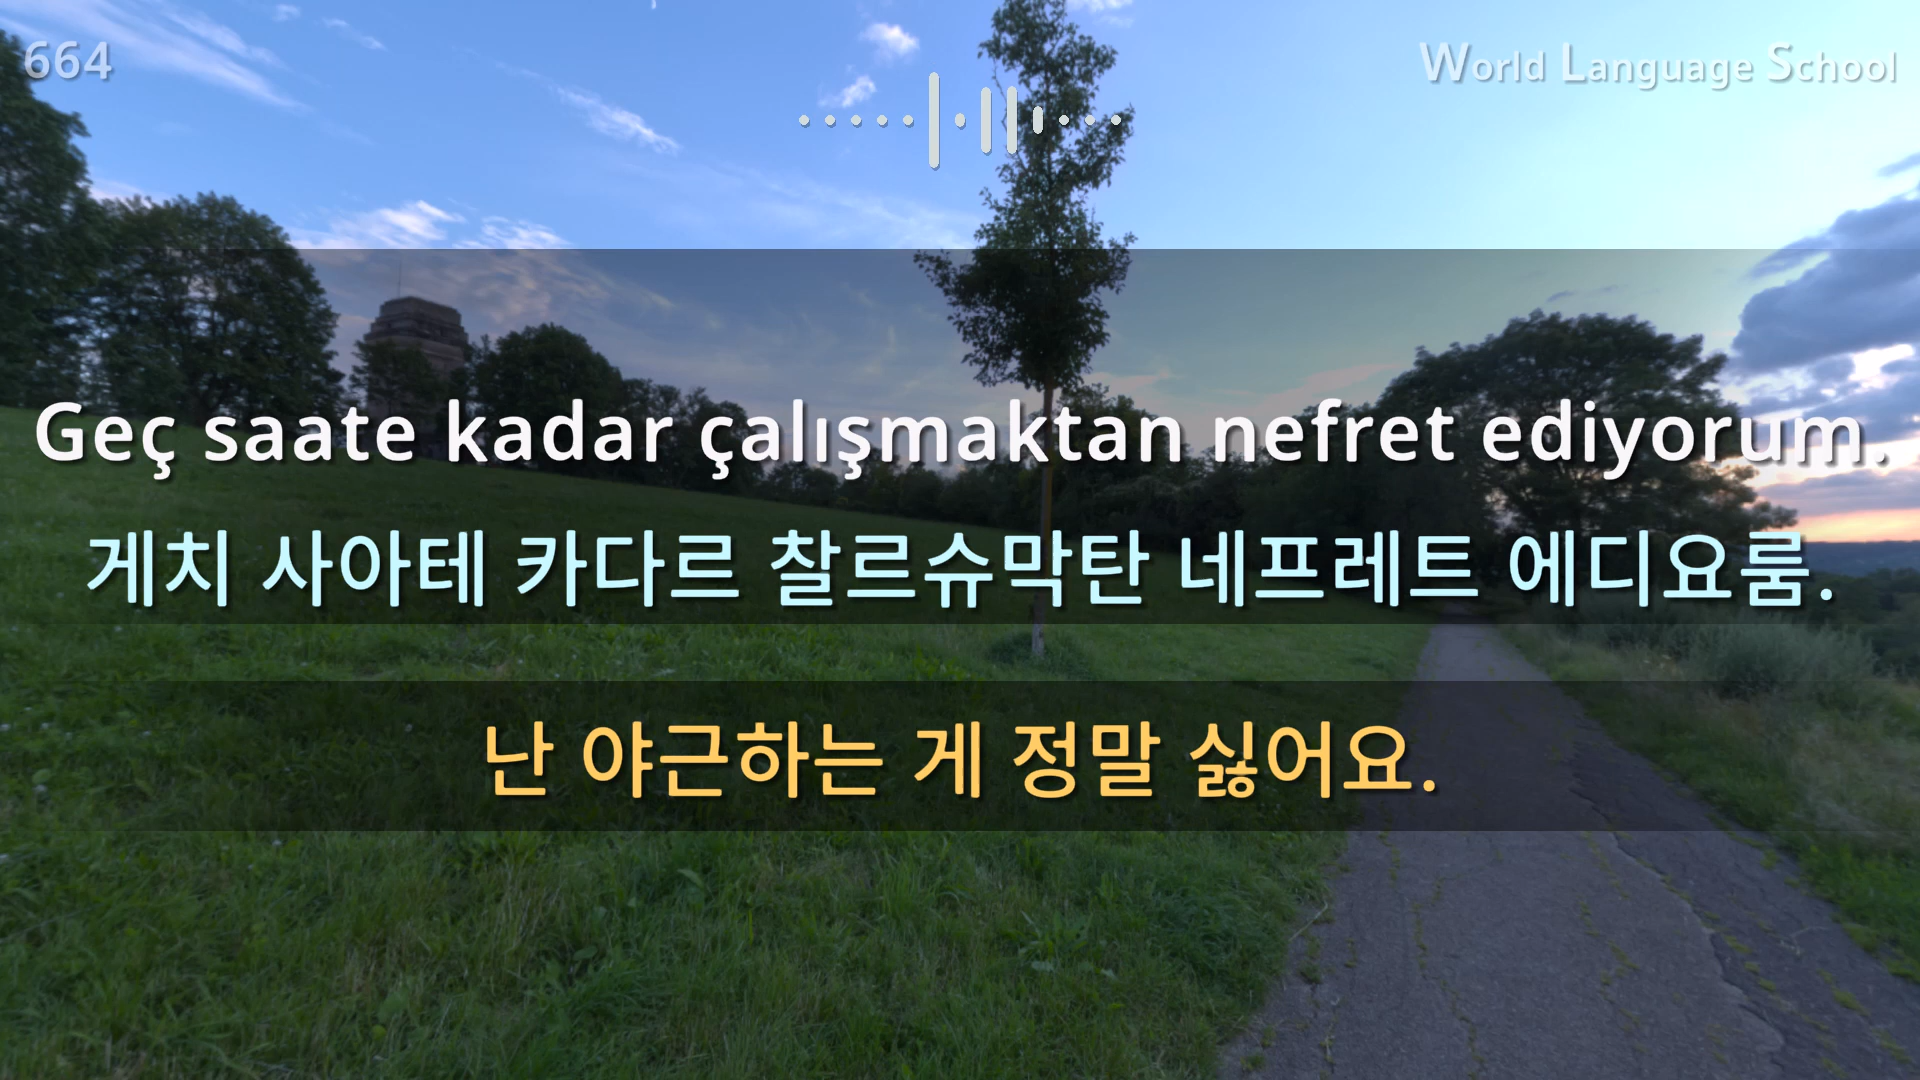 664
World Language School
Geç saate kadar çalışmaktan nefret ediyorum.
게치 사아테 카다르 찰르슈막탄 네프레트 에디요룸.
난 야근하는 게 정말 싫어요.